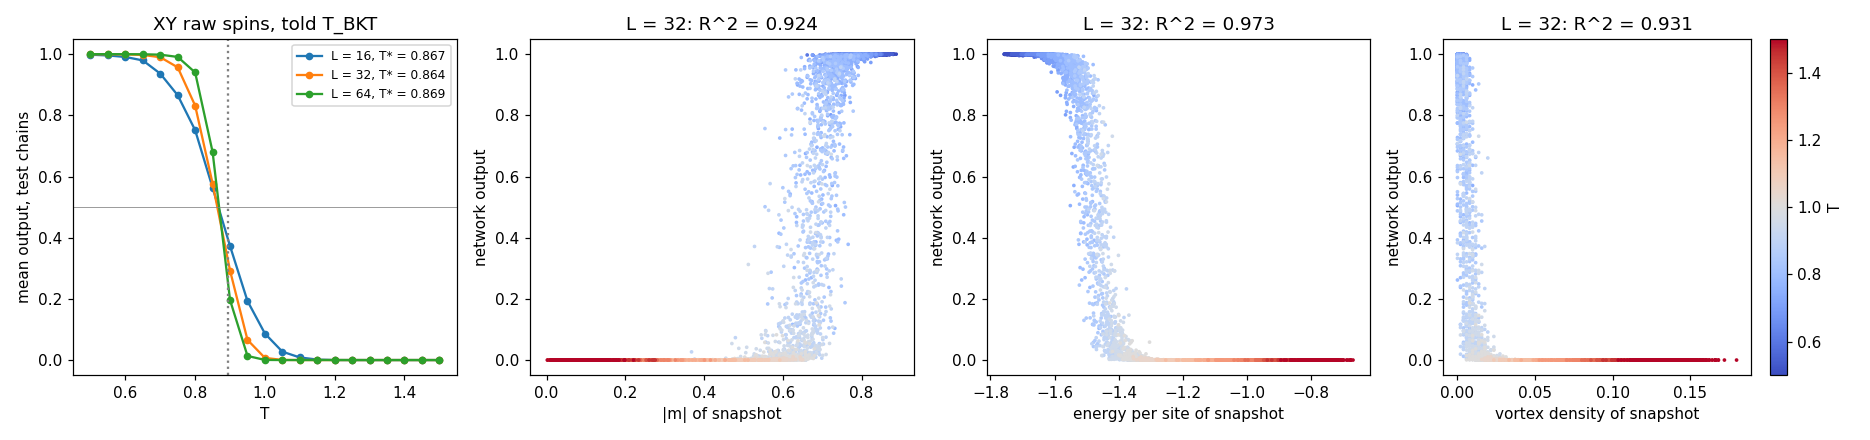 XY raw spins, told T_BKT
mean output, test chains
1.0
0.8
0.6
0.4
0.2
0.0
L = 16, T* = 0.867
L = 32, T* = 0.864
L = 64, T* = 0.869
0.6 0.8 1.0 1.2 1.4
T
L = 32: R^2 = 0.924
network output
1.0
0.8
0.6
0.4
0.2
0.0
0.0 0.2 0.4 0.6 0.8
|m| of snapshot
L = 32: R^2 = 0.973
network output
1.0
0.8
0.6
0.4
0.2
0.0
−1.8 −1.6 −1.4 −1.2 −1.0 −0.8
energy per site of snapshot
L = 32: R^2 = 0.931
network output
1.0
0.8
0.6
0.4
0.2
0.0
0.00 0.05 0.10 0.15
vortex density of snapshot
1.4
1.2
1.0
0.8
0.6
T